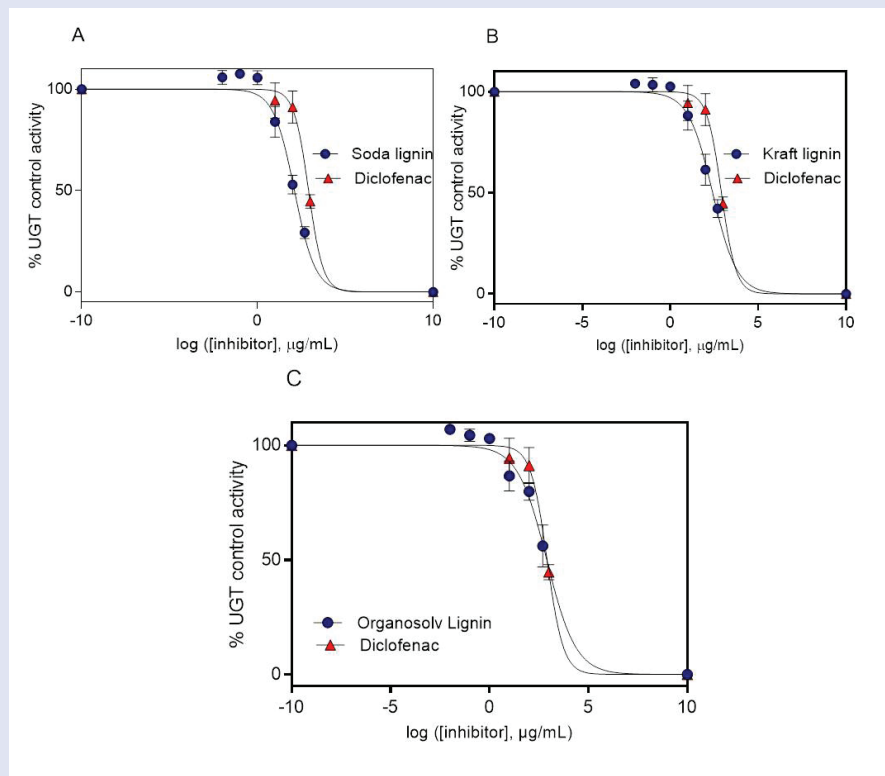 A
% UGT control activity
100
50
0
-10
0
10
log ([inhibitor], μg/mL)
Soda lignin
Diclofenac
B
% UGT control activity
100
50
0
-10
-5
0
5
10
log ([inhibitor], μg/mL)
Kraft lignin
Diclofenac
C
% UGT control activity
100
50
0
-10
-5
0
5
10
log ([inhibitor], μg/mL)
Organosolv Lignin
Diclofenac